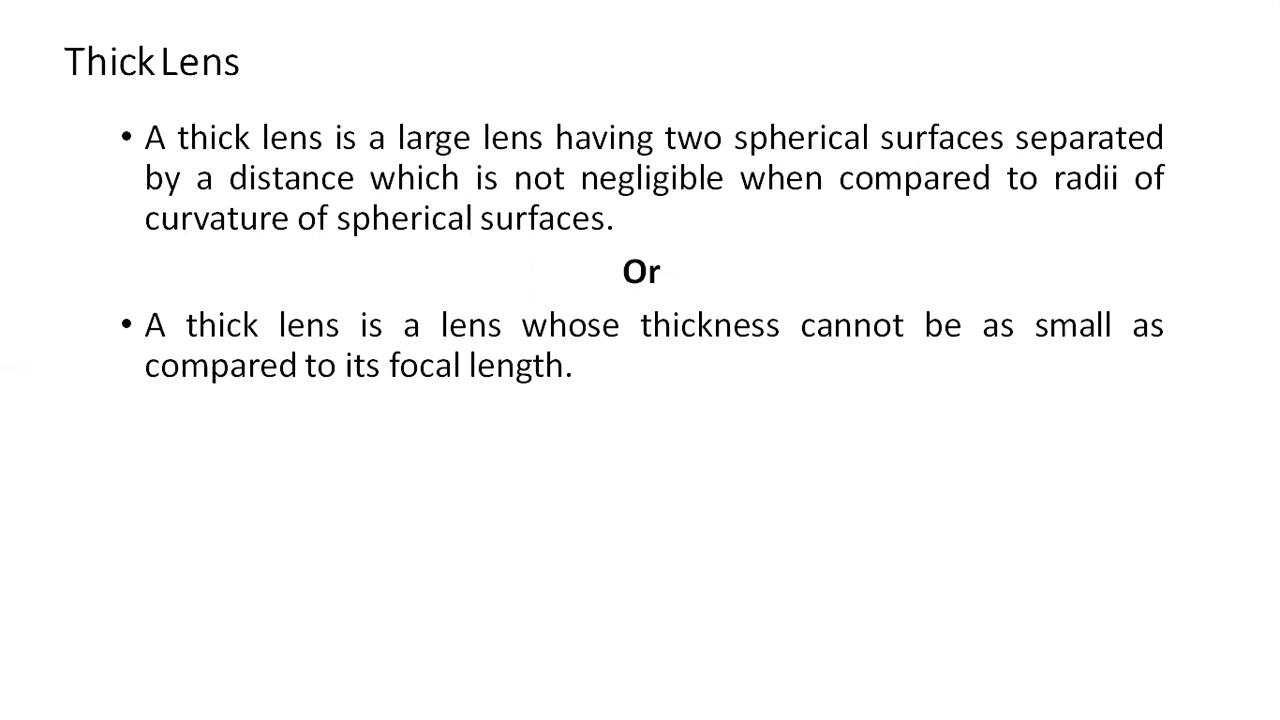 Thick Lens
• A thick lens is a large lens having two spherical surfaces separated
by a distance which is not negligible when compared to radii of
curvature of spherical surfaces.
Or
• A thick lens is a lens whose thickness cannot be as small as
compared to its focal length.